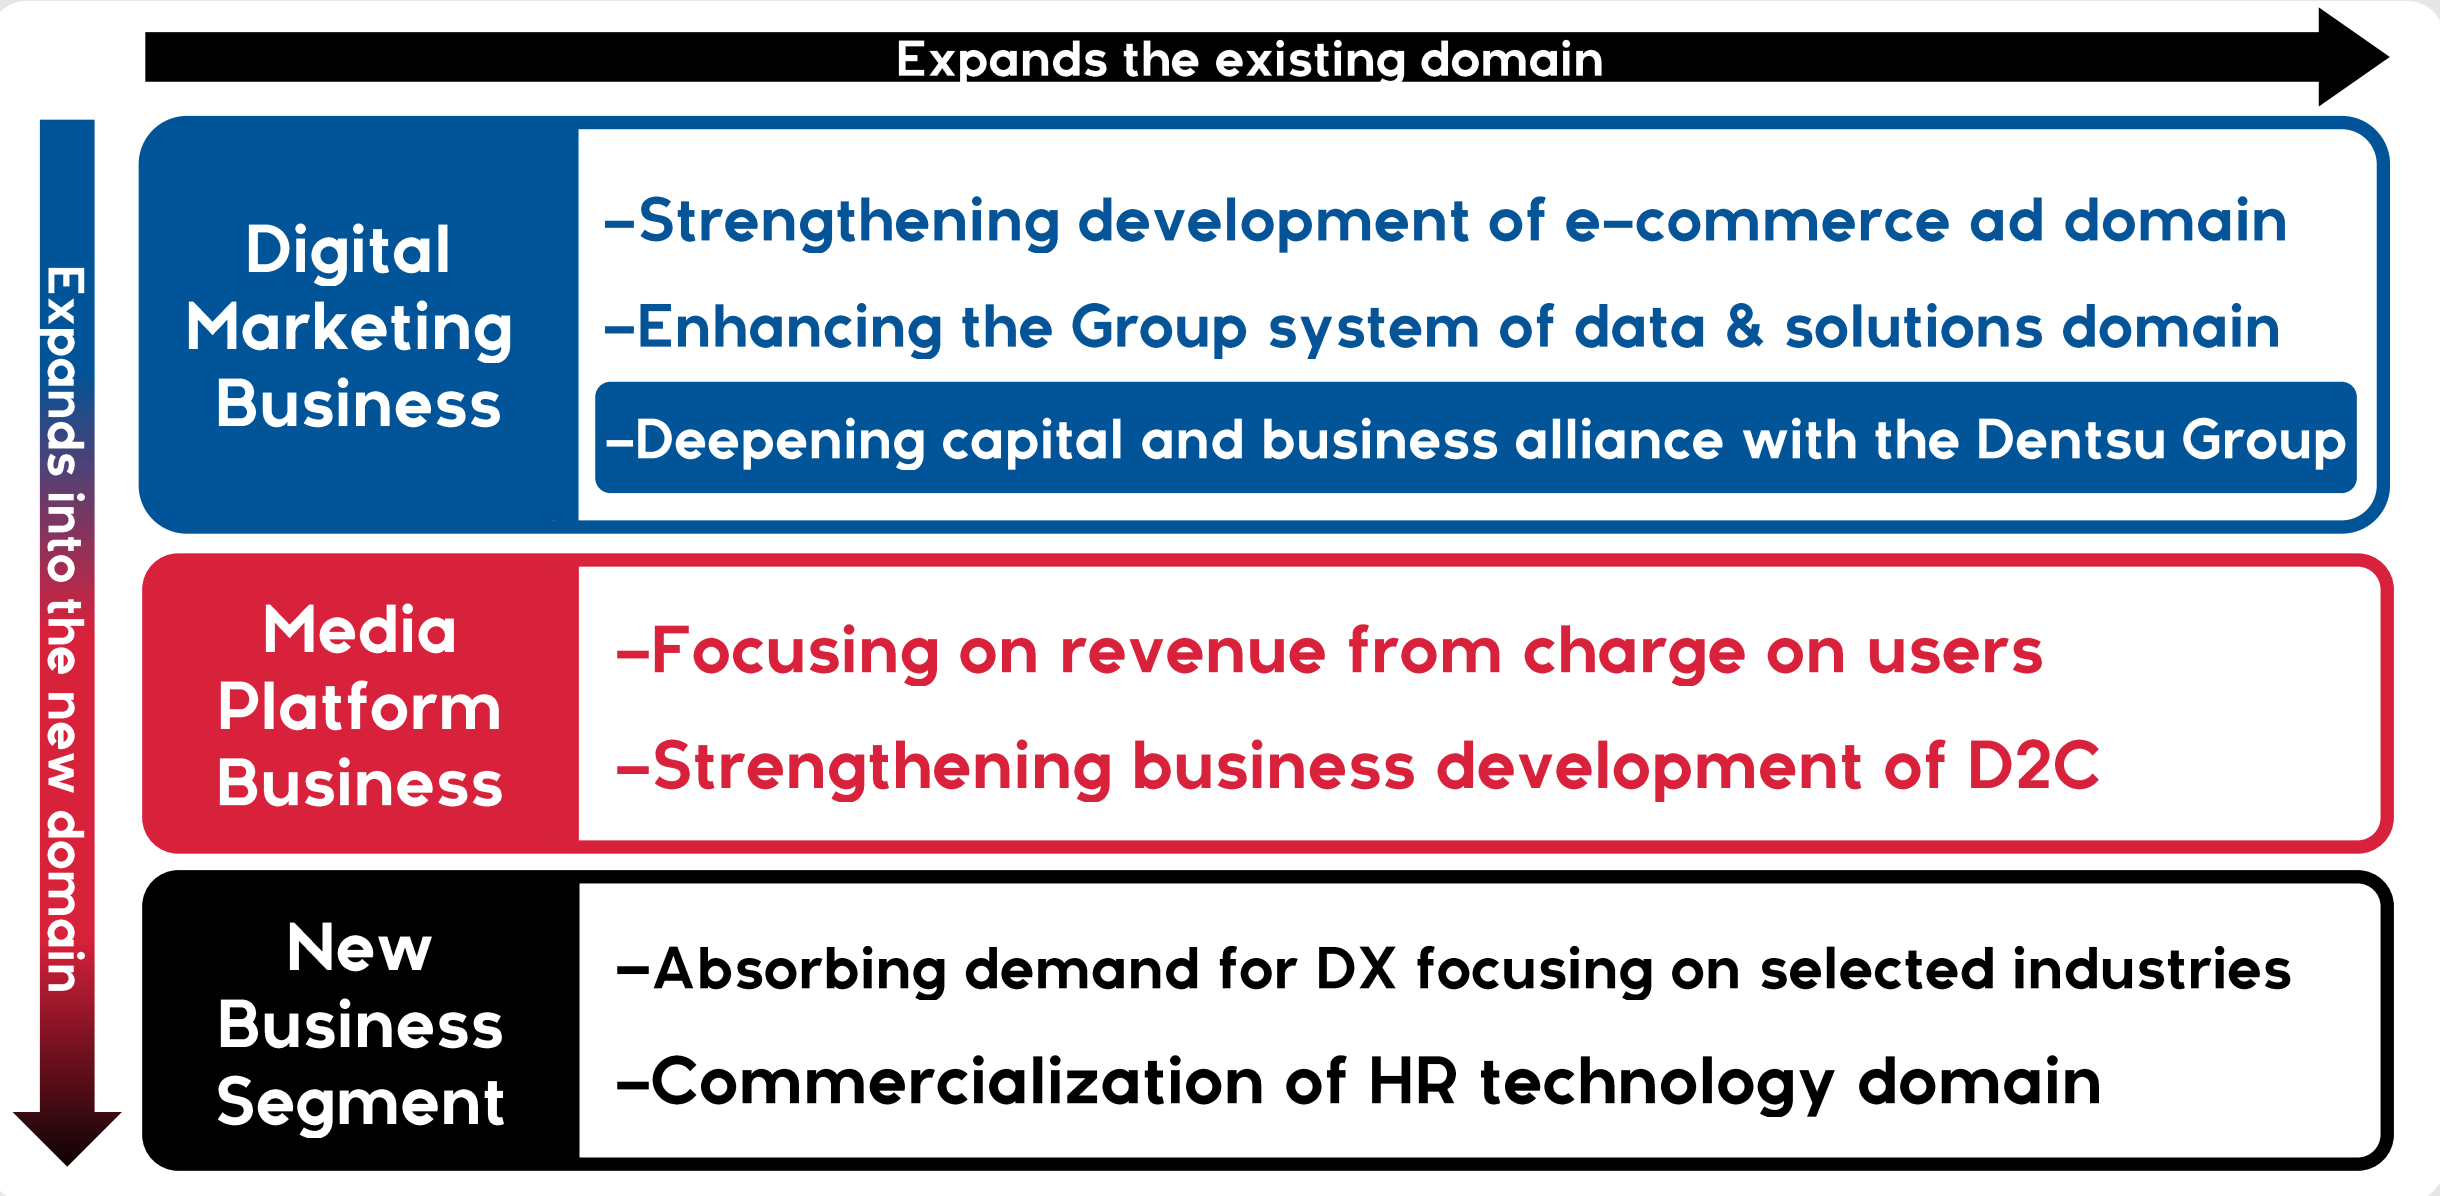 Expands the existing domain
Expands into the new domain
Digital
Marketing
Business
–Strengthening development of e-commerce ad domain
–Enhancing the Group system of data & solutions domain
–Deepening capital and business alliance with the Dentsu Group
Media
Platform
Business
–Focusing on revenue from charge on users
–Strengthening business development of D2C
New
Business
Segment
–Absorbing demand for DX focusing on selected industries
–Commercialization of HR technology domain